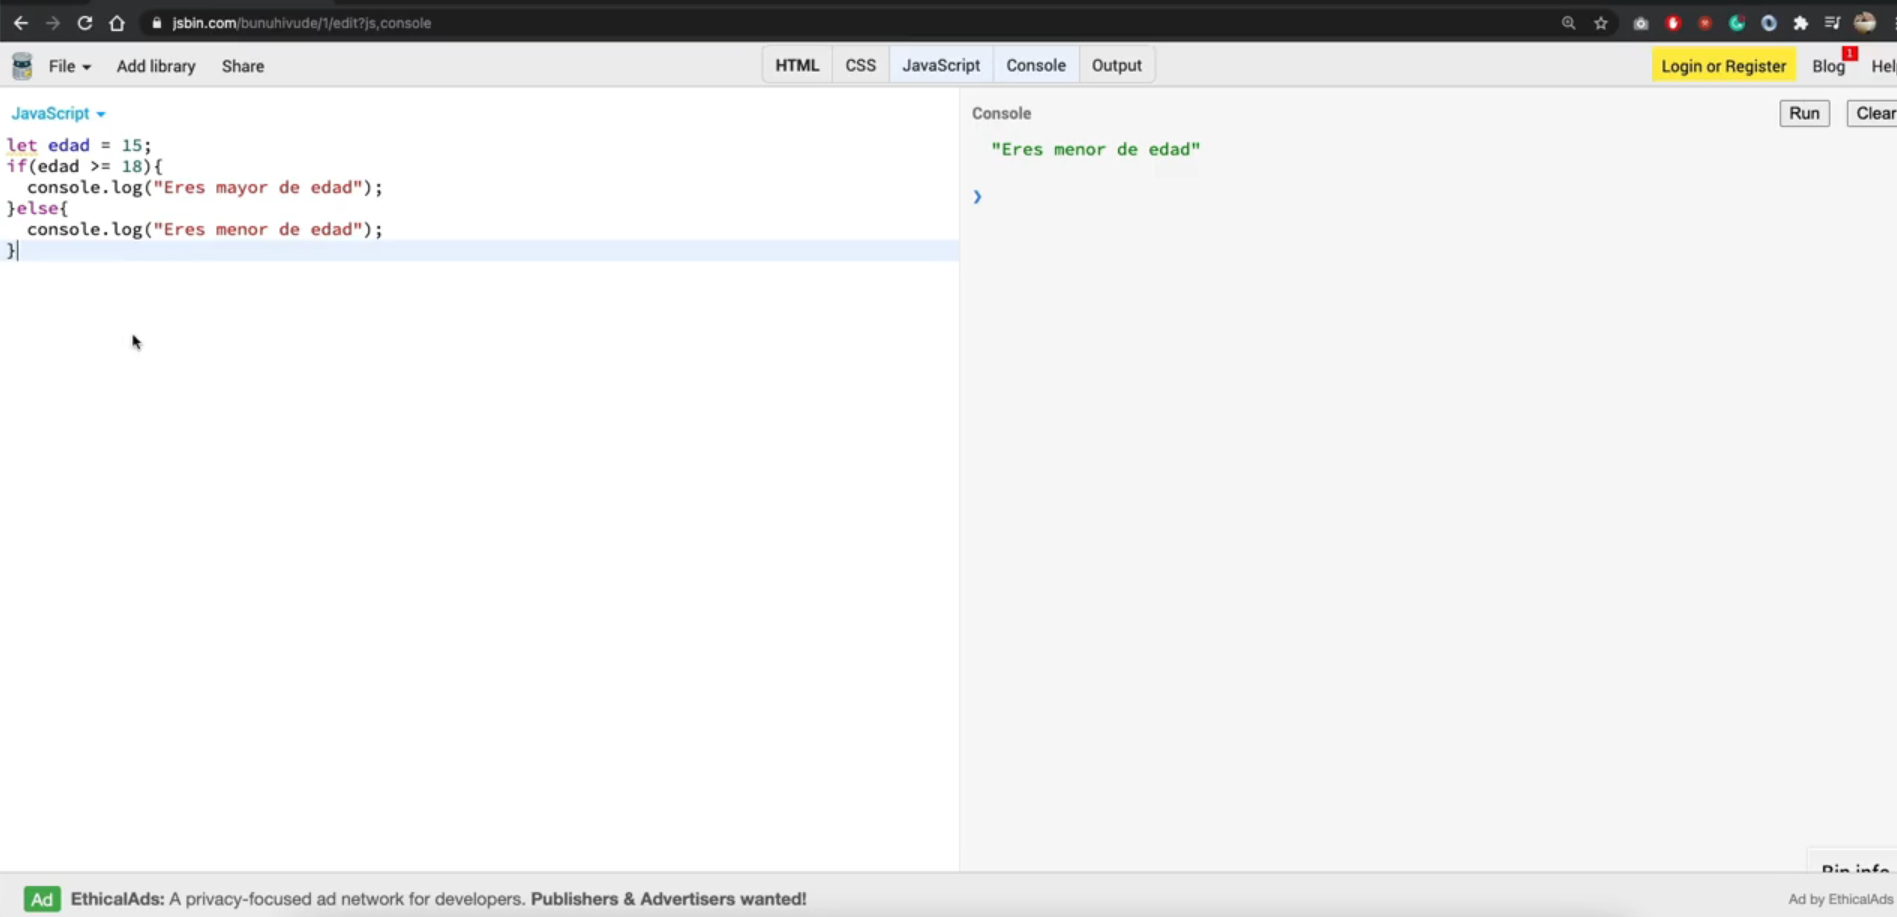 jsbin.com/bunuhivude/1/edit?js,console
File Add library Share HTML CSS JavaScript Console Output Login or Register Blog 1 Hel
JavaScript
let edad = 15;
if(edad >= 18){
  console.log("Eres mayor de edad");
}else{
  console.log("Eres menor de edad");
}
Console Run Clear
"Eres menor de edad"
Bin info
Ad EthicalAds: A privacy-focused ad network for developers. Publishers & Advertisers wanted! Ad by EthicalAds